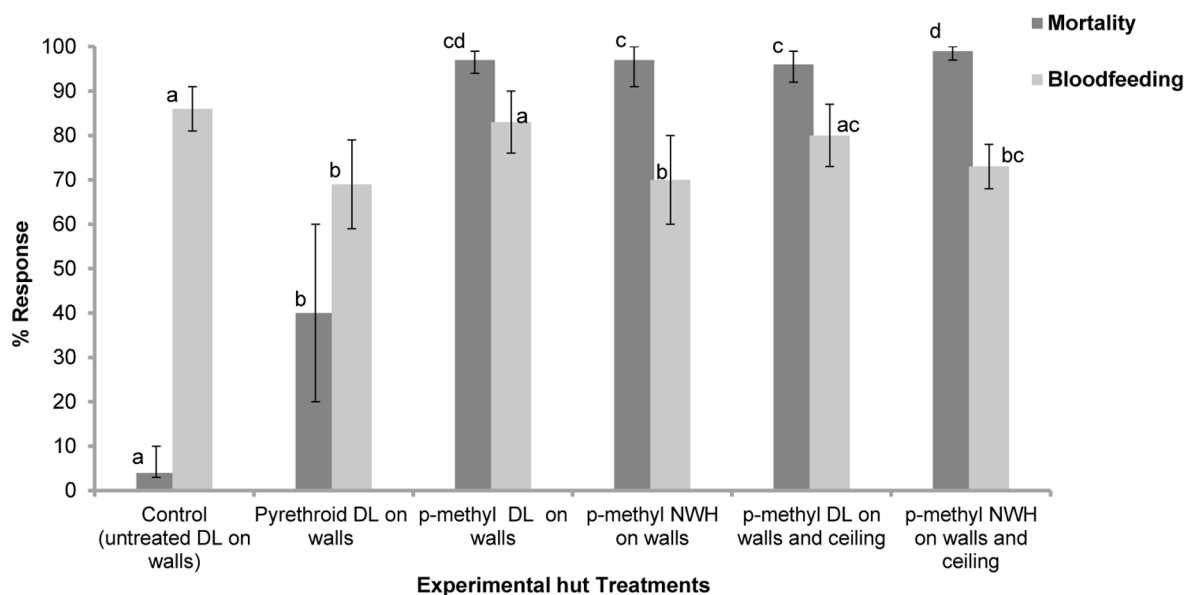 Mortality
Bloodfeeding
% Response
100
90
80
70
60
50
40
30
20
10
0
a
a
b
b
cd
a
c
b
c
ac
d
bc
Control
(untreated DL on
walls)
Pyrethroid DL on
walls
p-methyl DL on
walls
p-methyl NWH
on walls
p-methyl DL on
walls and ceiling
p-methyl NWH
on walls and
ceiling
Experimental hut Treatments